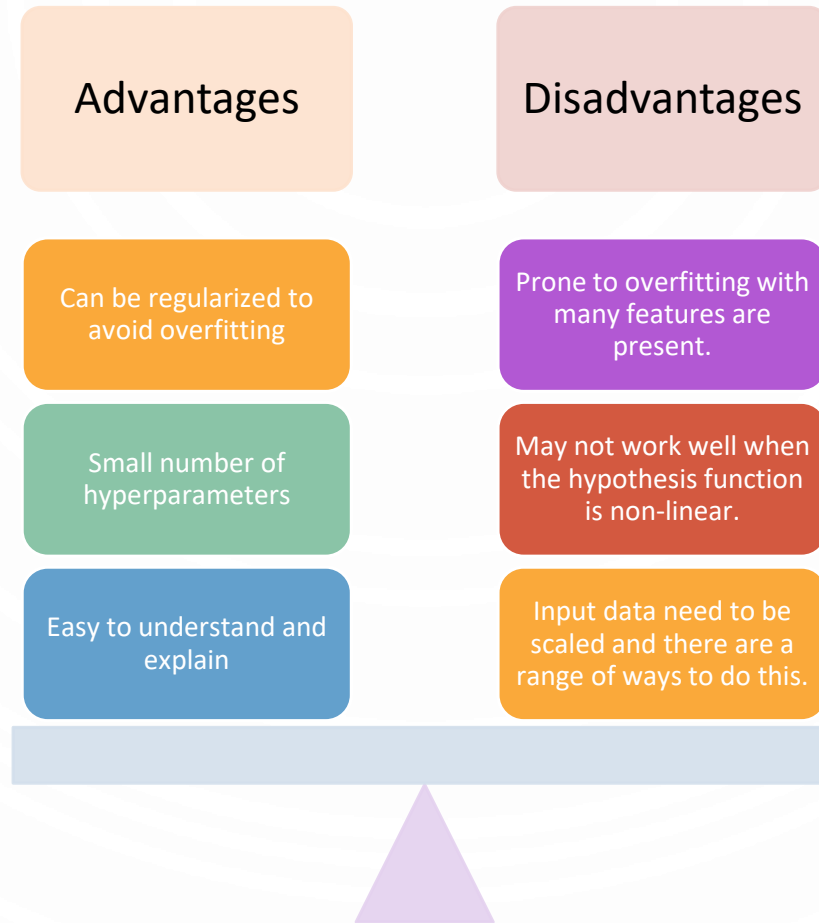 Advantages
Disadvantages
Can be regularized to
avoid overfitting
Small number of
hyperparameters
Easy to understand and
explain
Prone to overfitting with
many features are
present.
May not work well when
the hypothesis function
is non-linear.
Input data need to be
scaled and there are a
range of ways to do this.